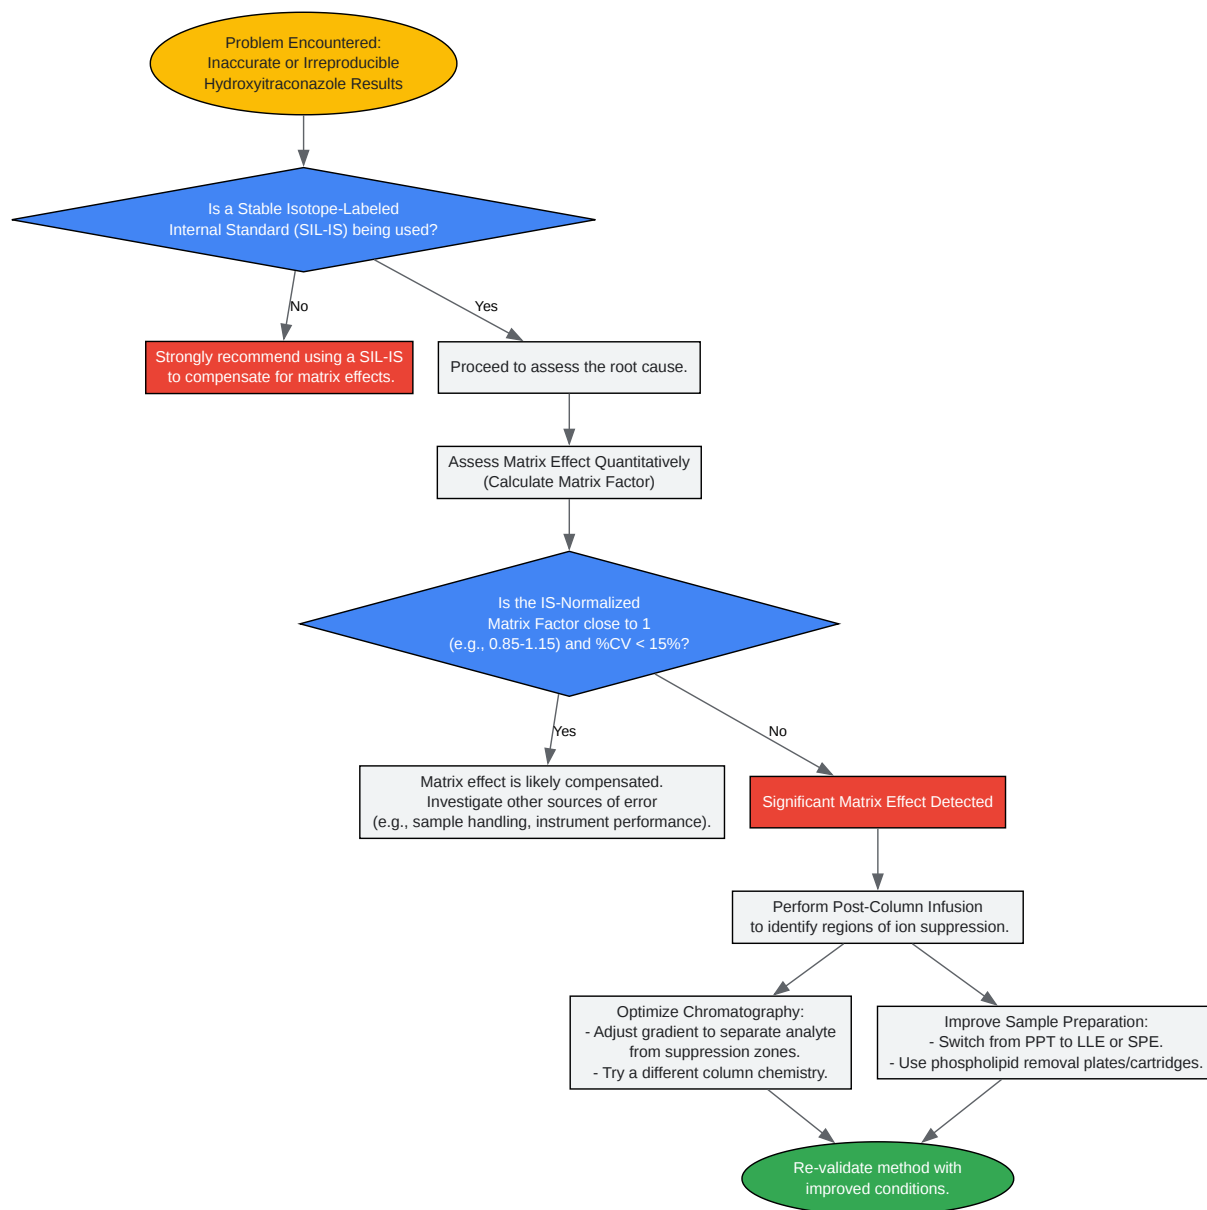 Problem Encountered:
Inaccurate or Irreproducible
Hydroxyitraconazole Results
Is a Stable Isotope-Labeled
Internal Standard (SIL-IS) being used?
No
Yes
Strongly recommend using a SIL-IS
to compensate for matrix effects.
Proceed to assess the root cause.
Assess Matrix Effect Quantitatively
(Calculate Matrix Factor)
Is the IS-Normalized
Matrix Factor close to 1
(e.g., 0.85-1.15) and %CV < 15%?
Yes
No
Matrix effect is likely compensated.
Investigate other sources of error
(e.g., sample handling, instrument performance).
Significant Matrix Effect Detected
Perform Post-Column Infusion
to identify regions of ion suppression.
Optimize Chromatography:
- Adjust gradient to separate analyte
from suppression zones.
- Try a different column chemistry.
Improve Sample Preparation:
- Switch from PPT to LLE or SPE.
- Use phospholipid removal plates/cartridges.
Re-validate method with
improved conditions.